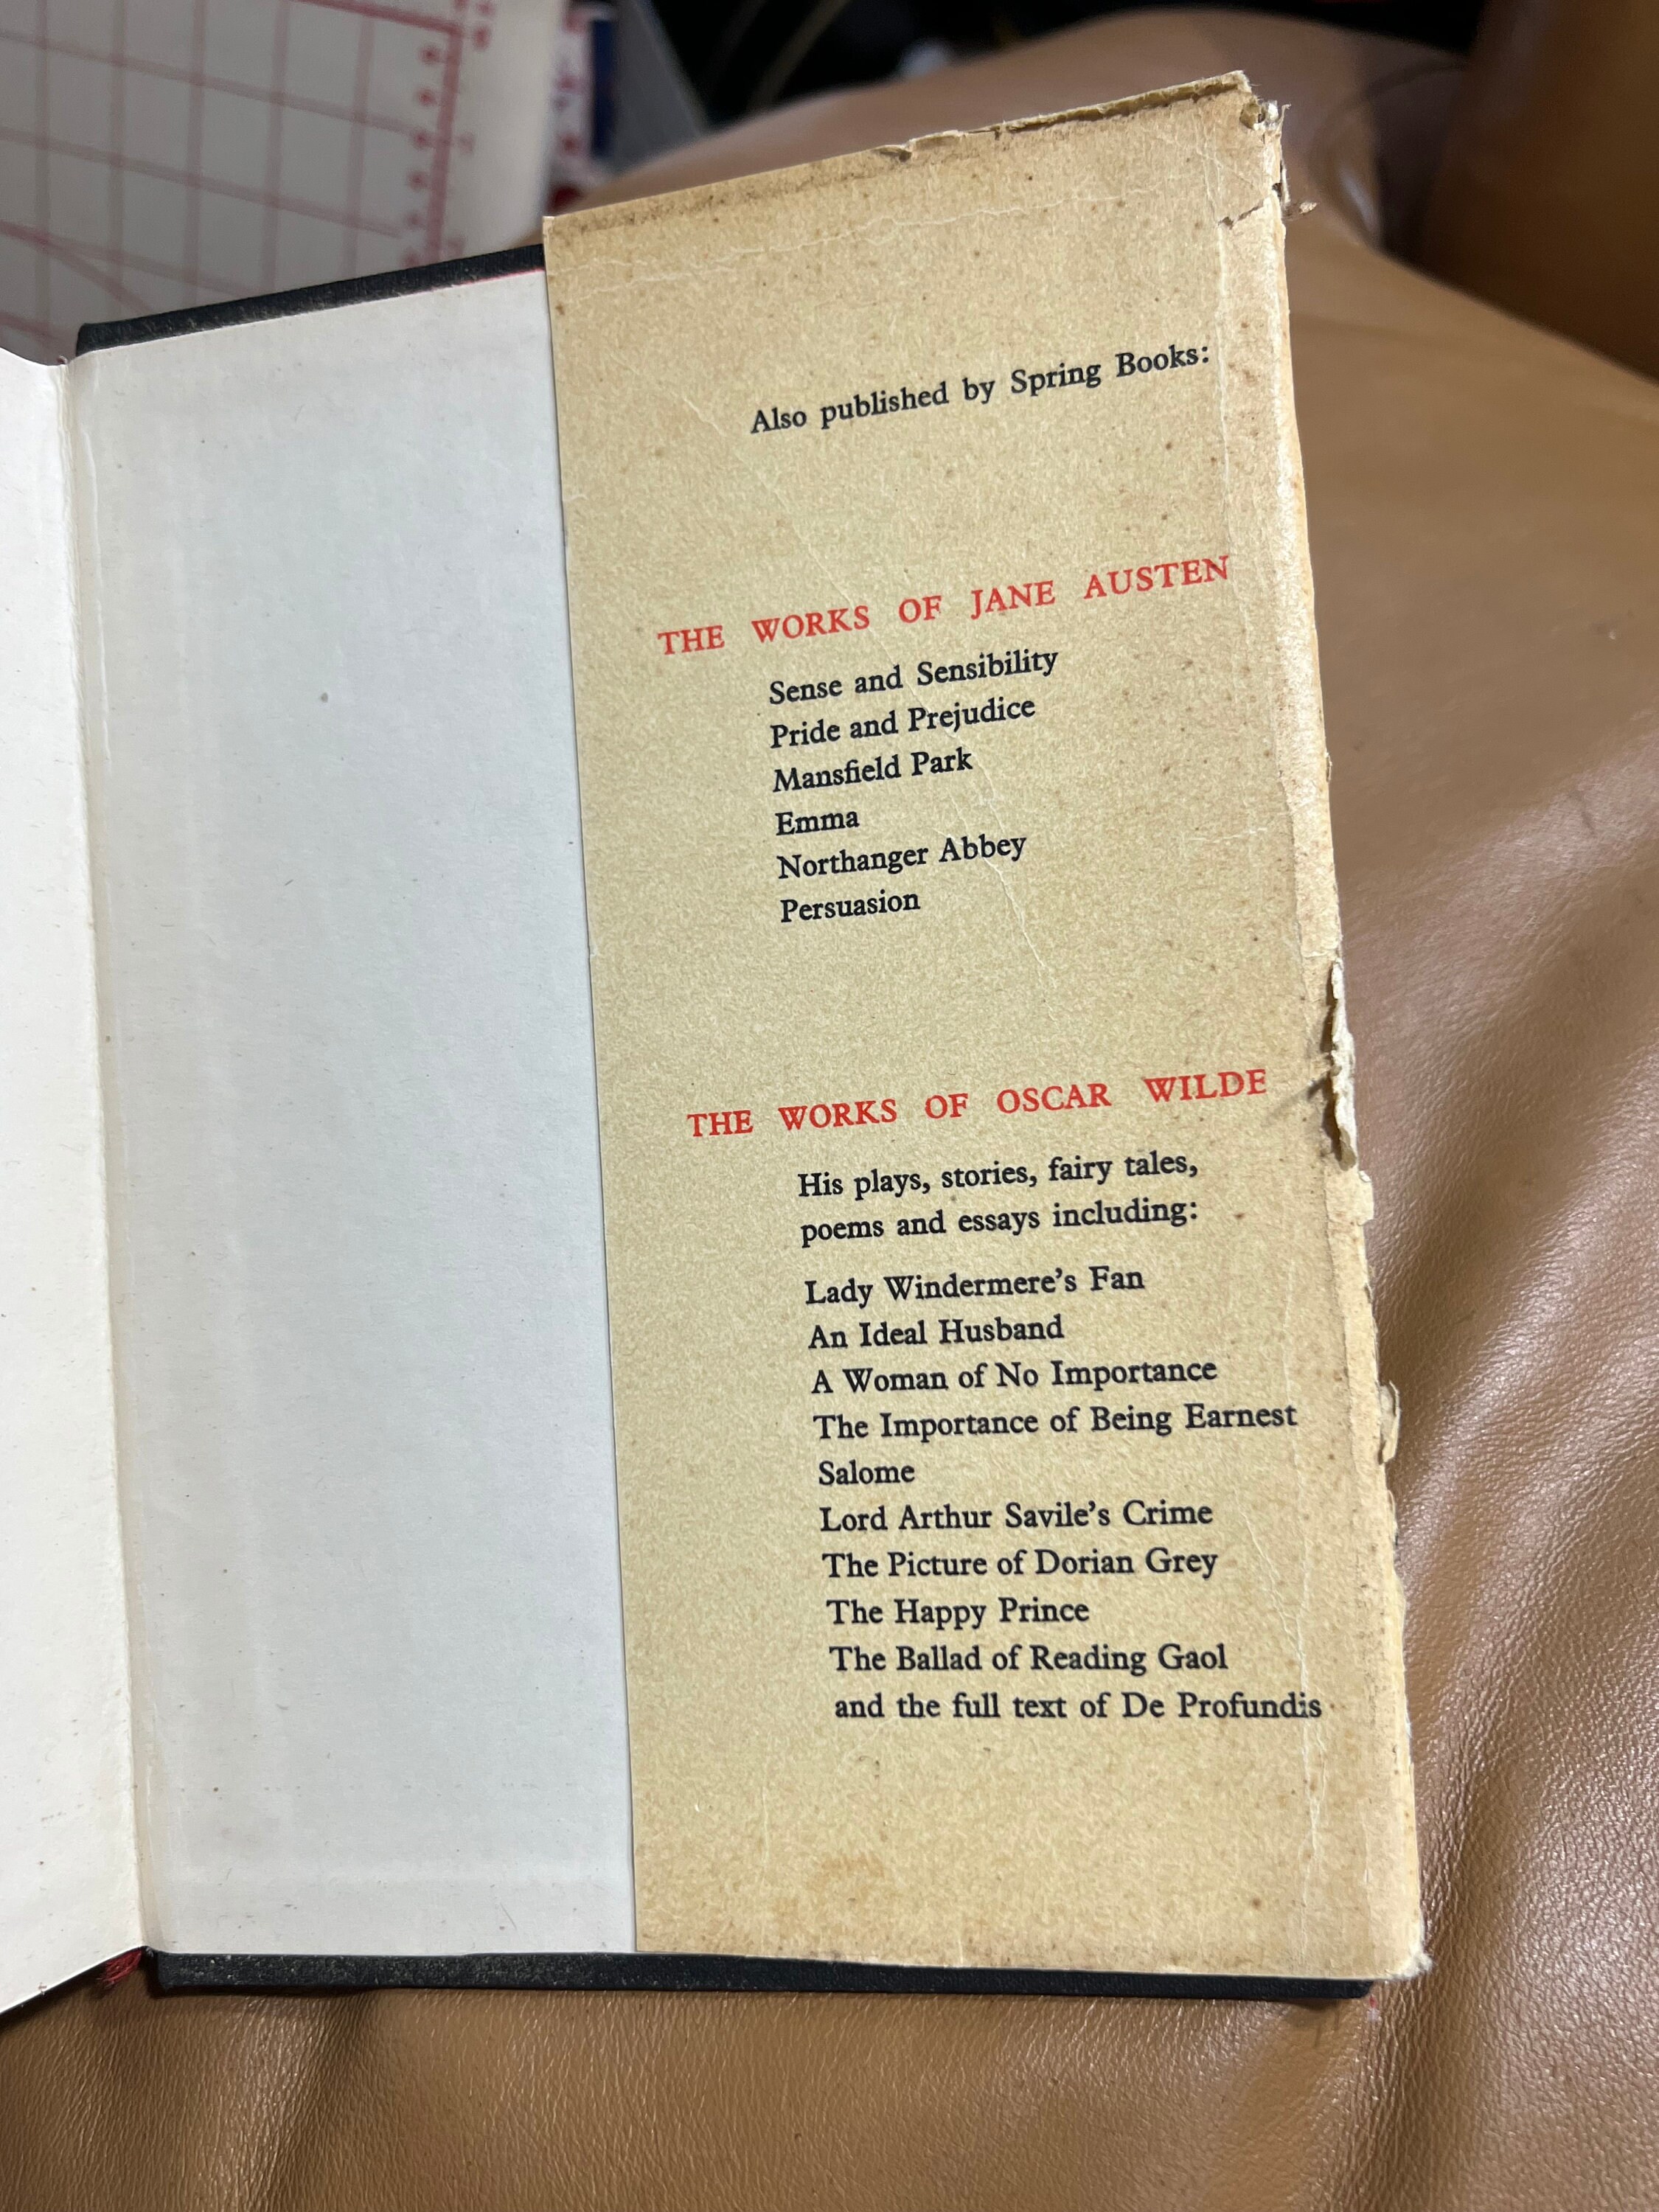 Also published by Spring Books:
THE WORKS OF JANE AUSTEN
Sense and Sensibility
Pride and Prejudice
Mansfield Park
Emma
Northanger Abbey
Persuasion
THE WORKS OF OSCAR WILDE
His plays, stories, fairy tales,
poems and essays including:
Lady Windermere's Fan
An Ideal Husband
A Woman of No Importance
The Importance of Being Earnest
Salome
Lord Arthur Savile's Crime
The Picture of Dorian Grey
The Happy Prince
The Ballad of Reading Gaol
and the full text of De Profundis